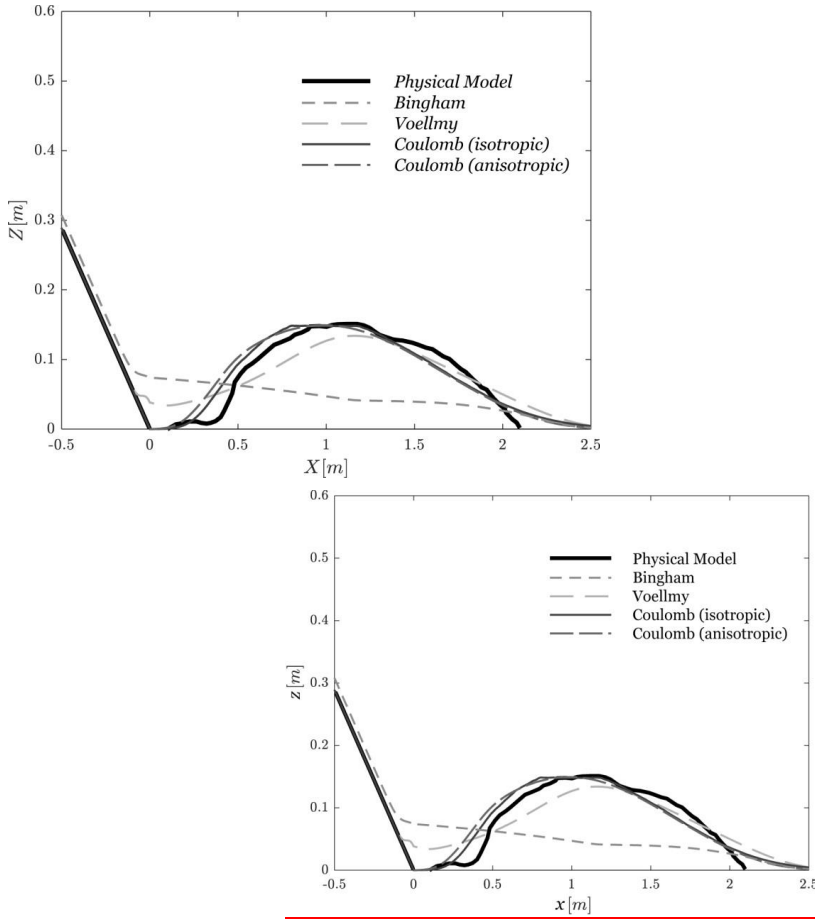 0.6
0.5
0.4
0.3
0.2
0.1
0
Z[m]
Physical Model
Bingham
Voellmy
Coulomb (isotropic)
Coulomb (anisotropic)
-0.5 0 0.5 1 1.5 2 2.5
X[m]
0.6
0.5
0.4
0.3
0.2
0.1
0
z[m]
Physical Model
Bingham
Voellmy
Coulomb (isotropic)
Coulomb (anisotropic)
-0.5 0 0.5 1 1.5 2 2.5
x[m]